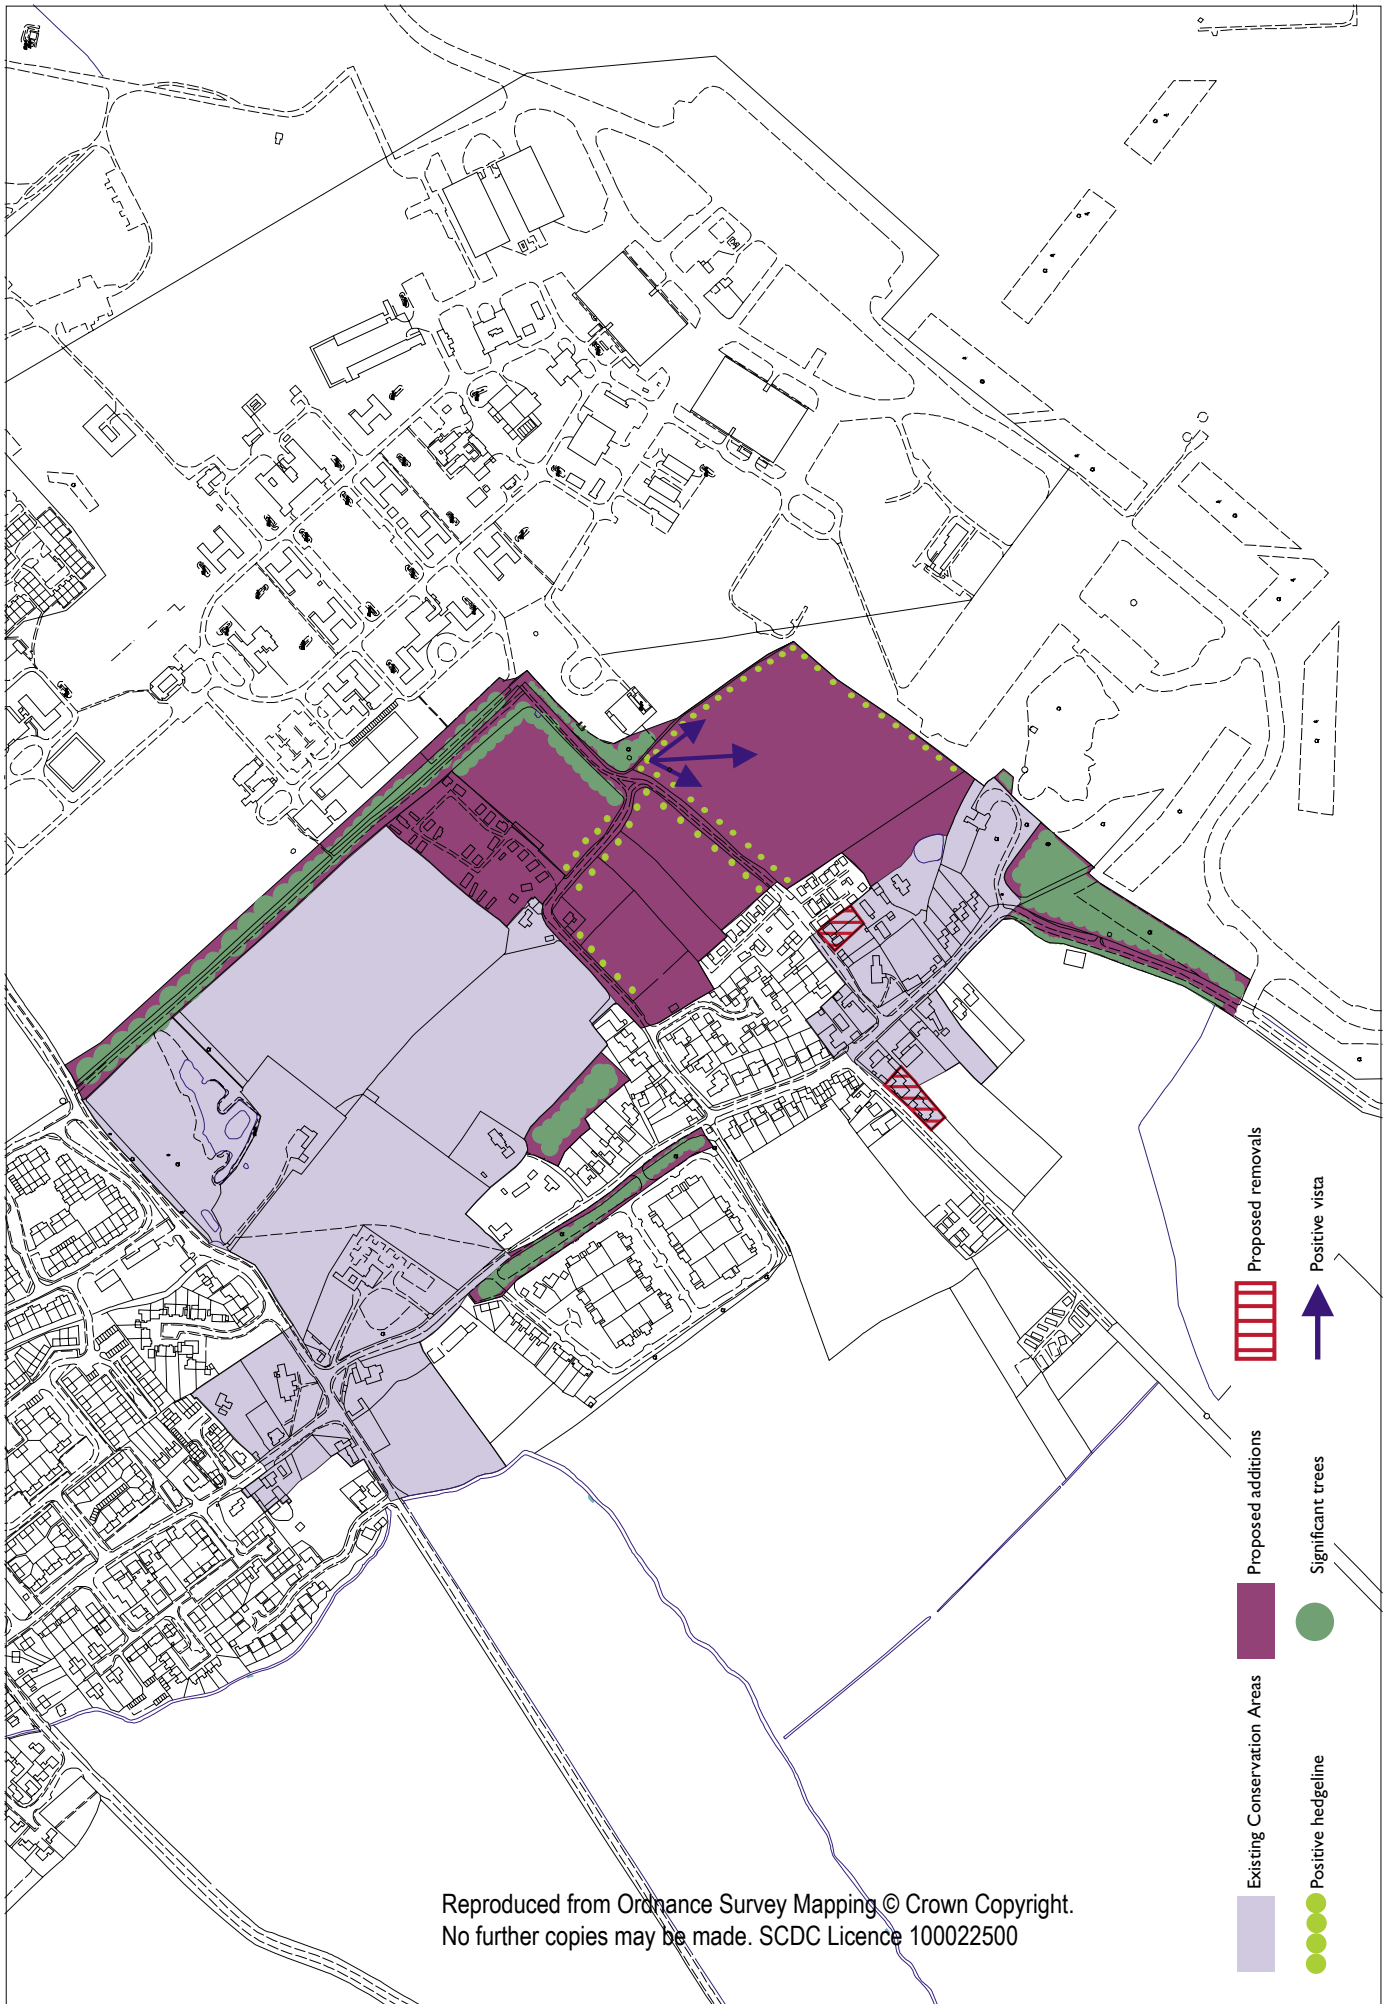 Existing Conservation Areas
Proposed additions
Proposed removals
Positive hedgeline
Significant trees
Positive vista
Reproduced from Ordnance Survey Mapping © Crown Copyright.
No further copies may be made. SCDC Licence 100022500